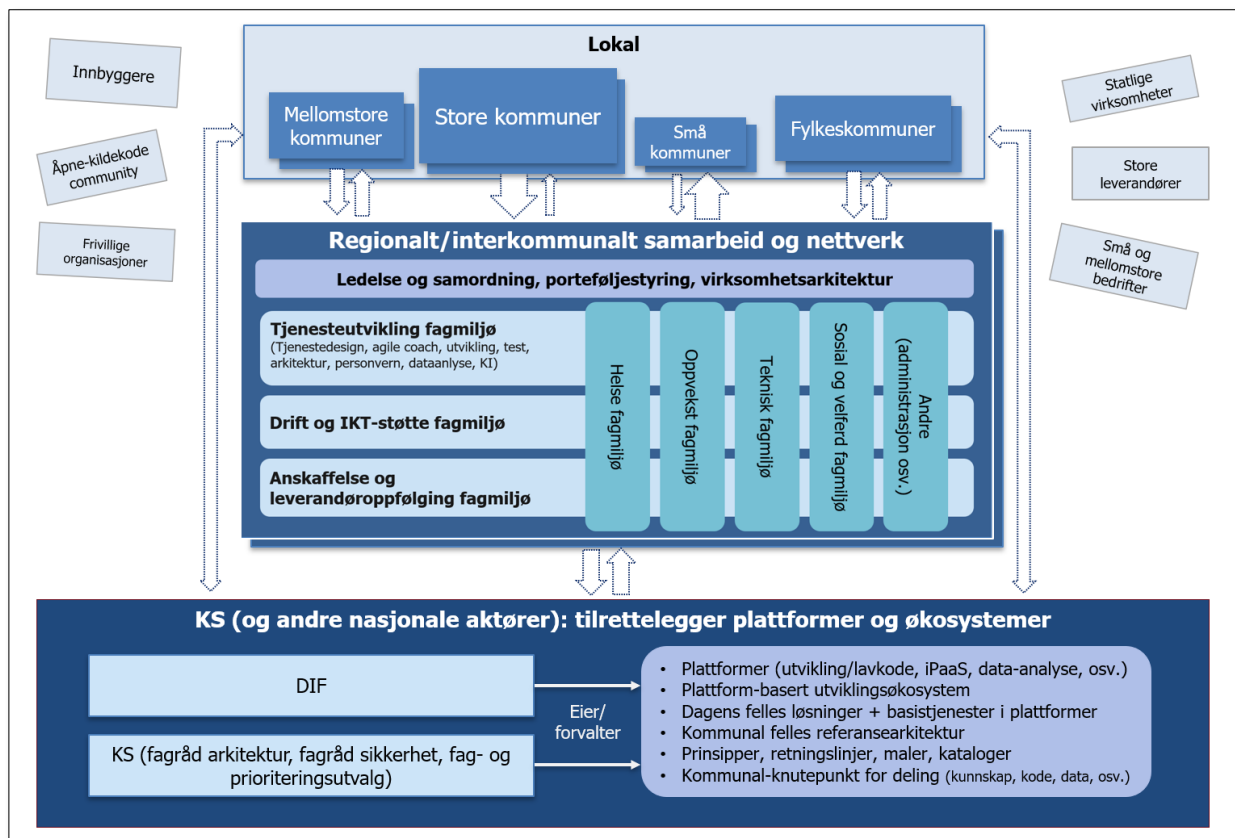 Lokal
Innbyggere
Åpne-kildekode
community
Frivillige
organisasjoner
Mellomstore
kommuner
Store kommuner
Små
kommuner
Fylkeskommuner
Statlige
virksomheter
Store
leverandører
Små og
mellomstore
bedrifter
Regionalt/interkommunalt samarbeid og nettverk
Ledelse og samordning, porteføljestyring, virksomhetsarkitektur
Tjenesteutvikling fagmiljø
(Tjenestedesign, agile coach, utvikling, test,
arkitektur, personvern, dataanlyse, KI)
Drift og IKT-støtte fagmiljø
Anskaffelse og
leverandøroppfølging fagmiljø
Helse fagmiljø
Oppvekst fagmiljø
Teknisk fagmiljø
Sosial og velferd fagmiljø
Andre
(administrasjon osv.)
KS (og andre nasjonale aktører): tilrettelegger plattformer og økosystemer
DIF
KS (fagråd arkitektur, fagråd sikkerhet, fag- og
prioriteringsutvalg)
Eier/
forvalter
• Plattformer (utvikling/lavkode, iPaaS, data-analyse, osv.)
• Plattform-basert utviklingsøkosystem
• Dagens felles løsninger + basistjenester i plattformer
• Kommunal felles referansearkitektur
• Prinsipper, retningslinjer, maler, kataloger
• Kommunal-knutepunkt for deling (kunnskap, kode, data, osv.)